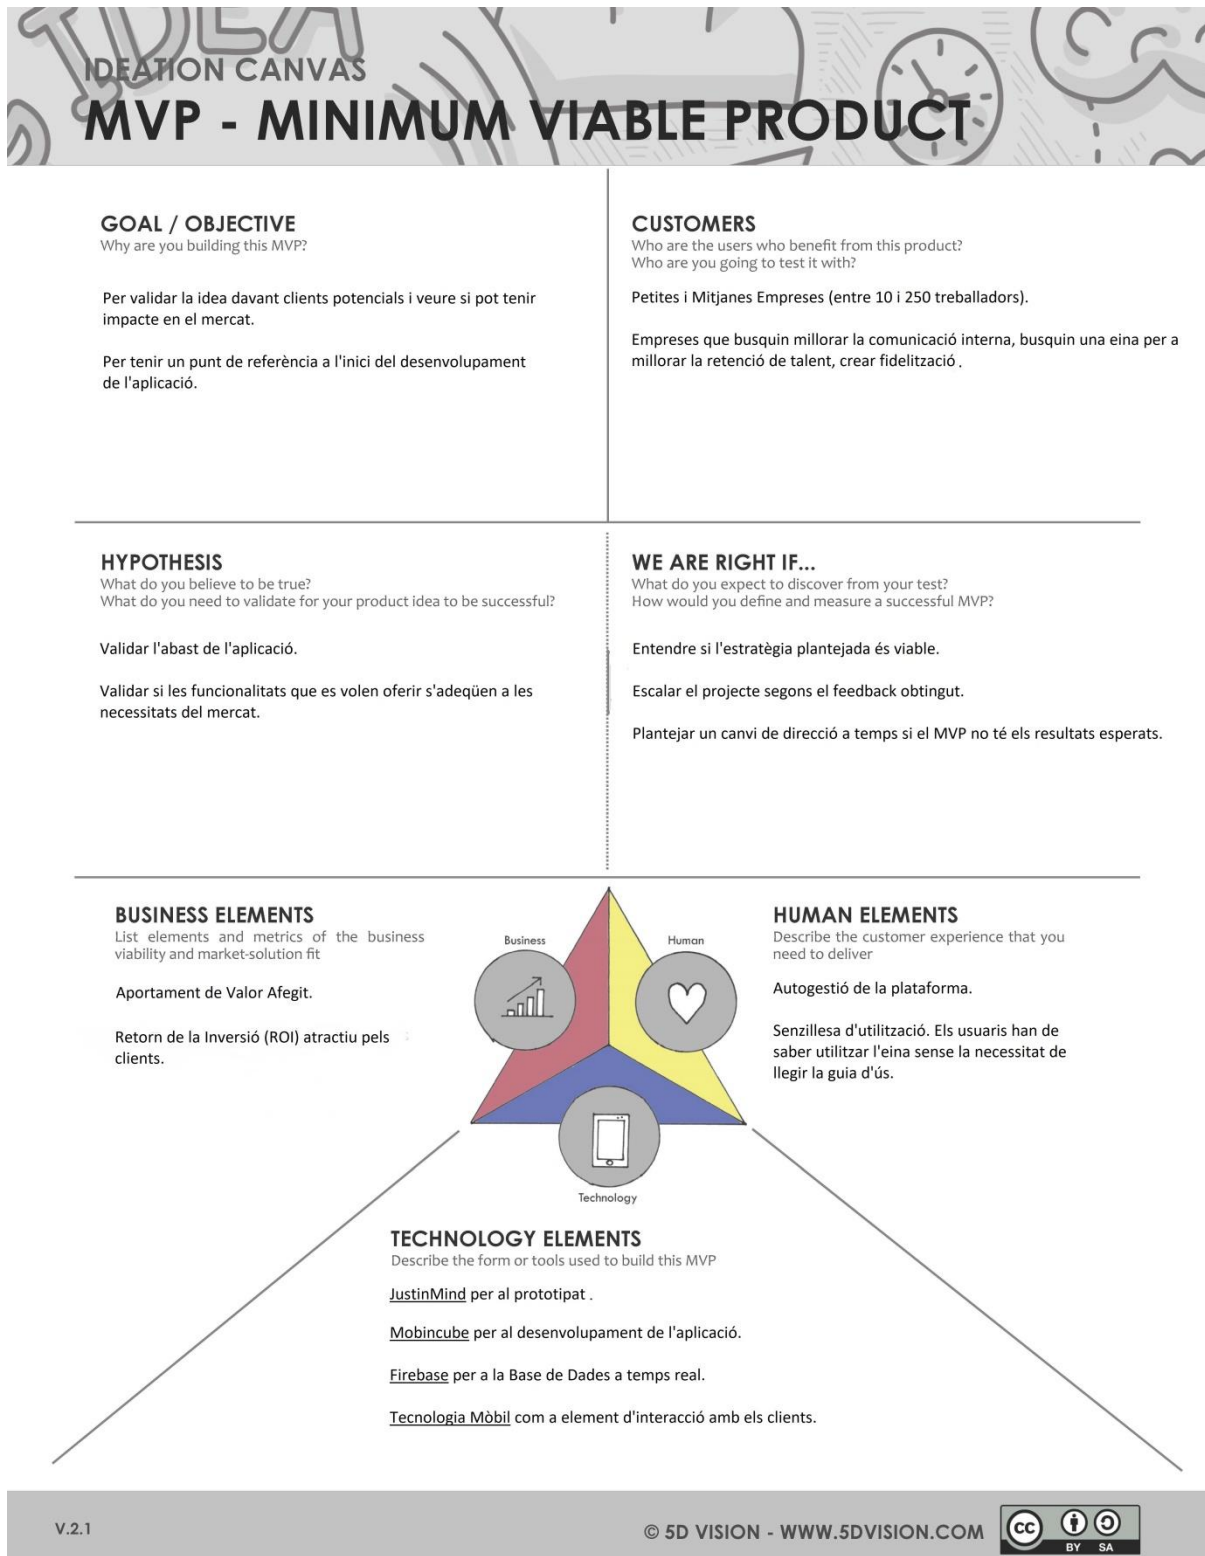 IDEA
IDEATION CANVAS
MVP - MINIMUM VIABLE PRODUCT
GOAL / OBJECTIVE
Why are you building this MVP?
Per validar la idea davant clients potencials i veure si pot tenir
impacte en el mercat.
Per tenir un punt de referència a l'inici del desenvolupament
de l'aplicació.
CUSTOMERS
Who are the users who benefit from this product?
Who are you going to test it with?
Petites i Mitjanes Empreses (entre 10 i 250 treballadors).
Empreses que busquin millorar la comunicació interna, busquin una eina per a
millorar la retenció de talent, crear fidelització.
HYPOTHESIS
What do you believe to be true?
What do you need to validate for your product idea to be successful?
Validar l'abast de l'aplicació.
Validar si les funcionalitats que es volen oferir s'adeqüen a les
necessitats del mercat.
WE ARE RIGHT IF...
What do you expect to discover from your test?
How would you define and measure a successful MVP?
Entendre si l'estratègia plantejada és viable.
Escalar el projecte segons el feedback obtingut.
Plantejar un canvi de direcció a temps si el MVP no té els resultats esperats.
BUSINESS ELEMENTS
List elements and metrics of the business
viability and market-solution fit
Aportament de Valor Afegit.
Retorn de la Inversió (ROI) atractiu pels
clients.
Business
Human
Technology
HUMAN ELEMENTS
Describe the customer experience that you
need to deliver
Autogestió de la plataforma.
Senzillesa d'utilització. Els usuaris han de
saber utilitzar l'eina sense la necessitat de
llegir la guia d'ús.
TECHNOLOGY ELEMENTS
Describe the form or tools used to build this MVP
JustinMind per al prototipat .
Mobincube per al desenvolupament de l'aplicació.
Firebase per a la Base de Dades a temps real.
Tecnologia Mòbil com a element d'interacció amb els clients.
V.2.1
© 5D VISION - WWW.5DVISION.COM
cc
BY SA